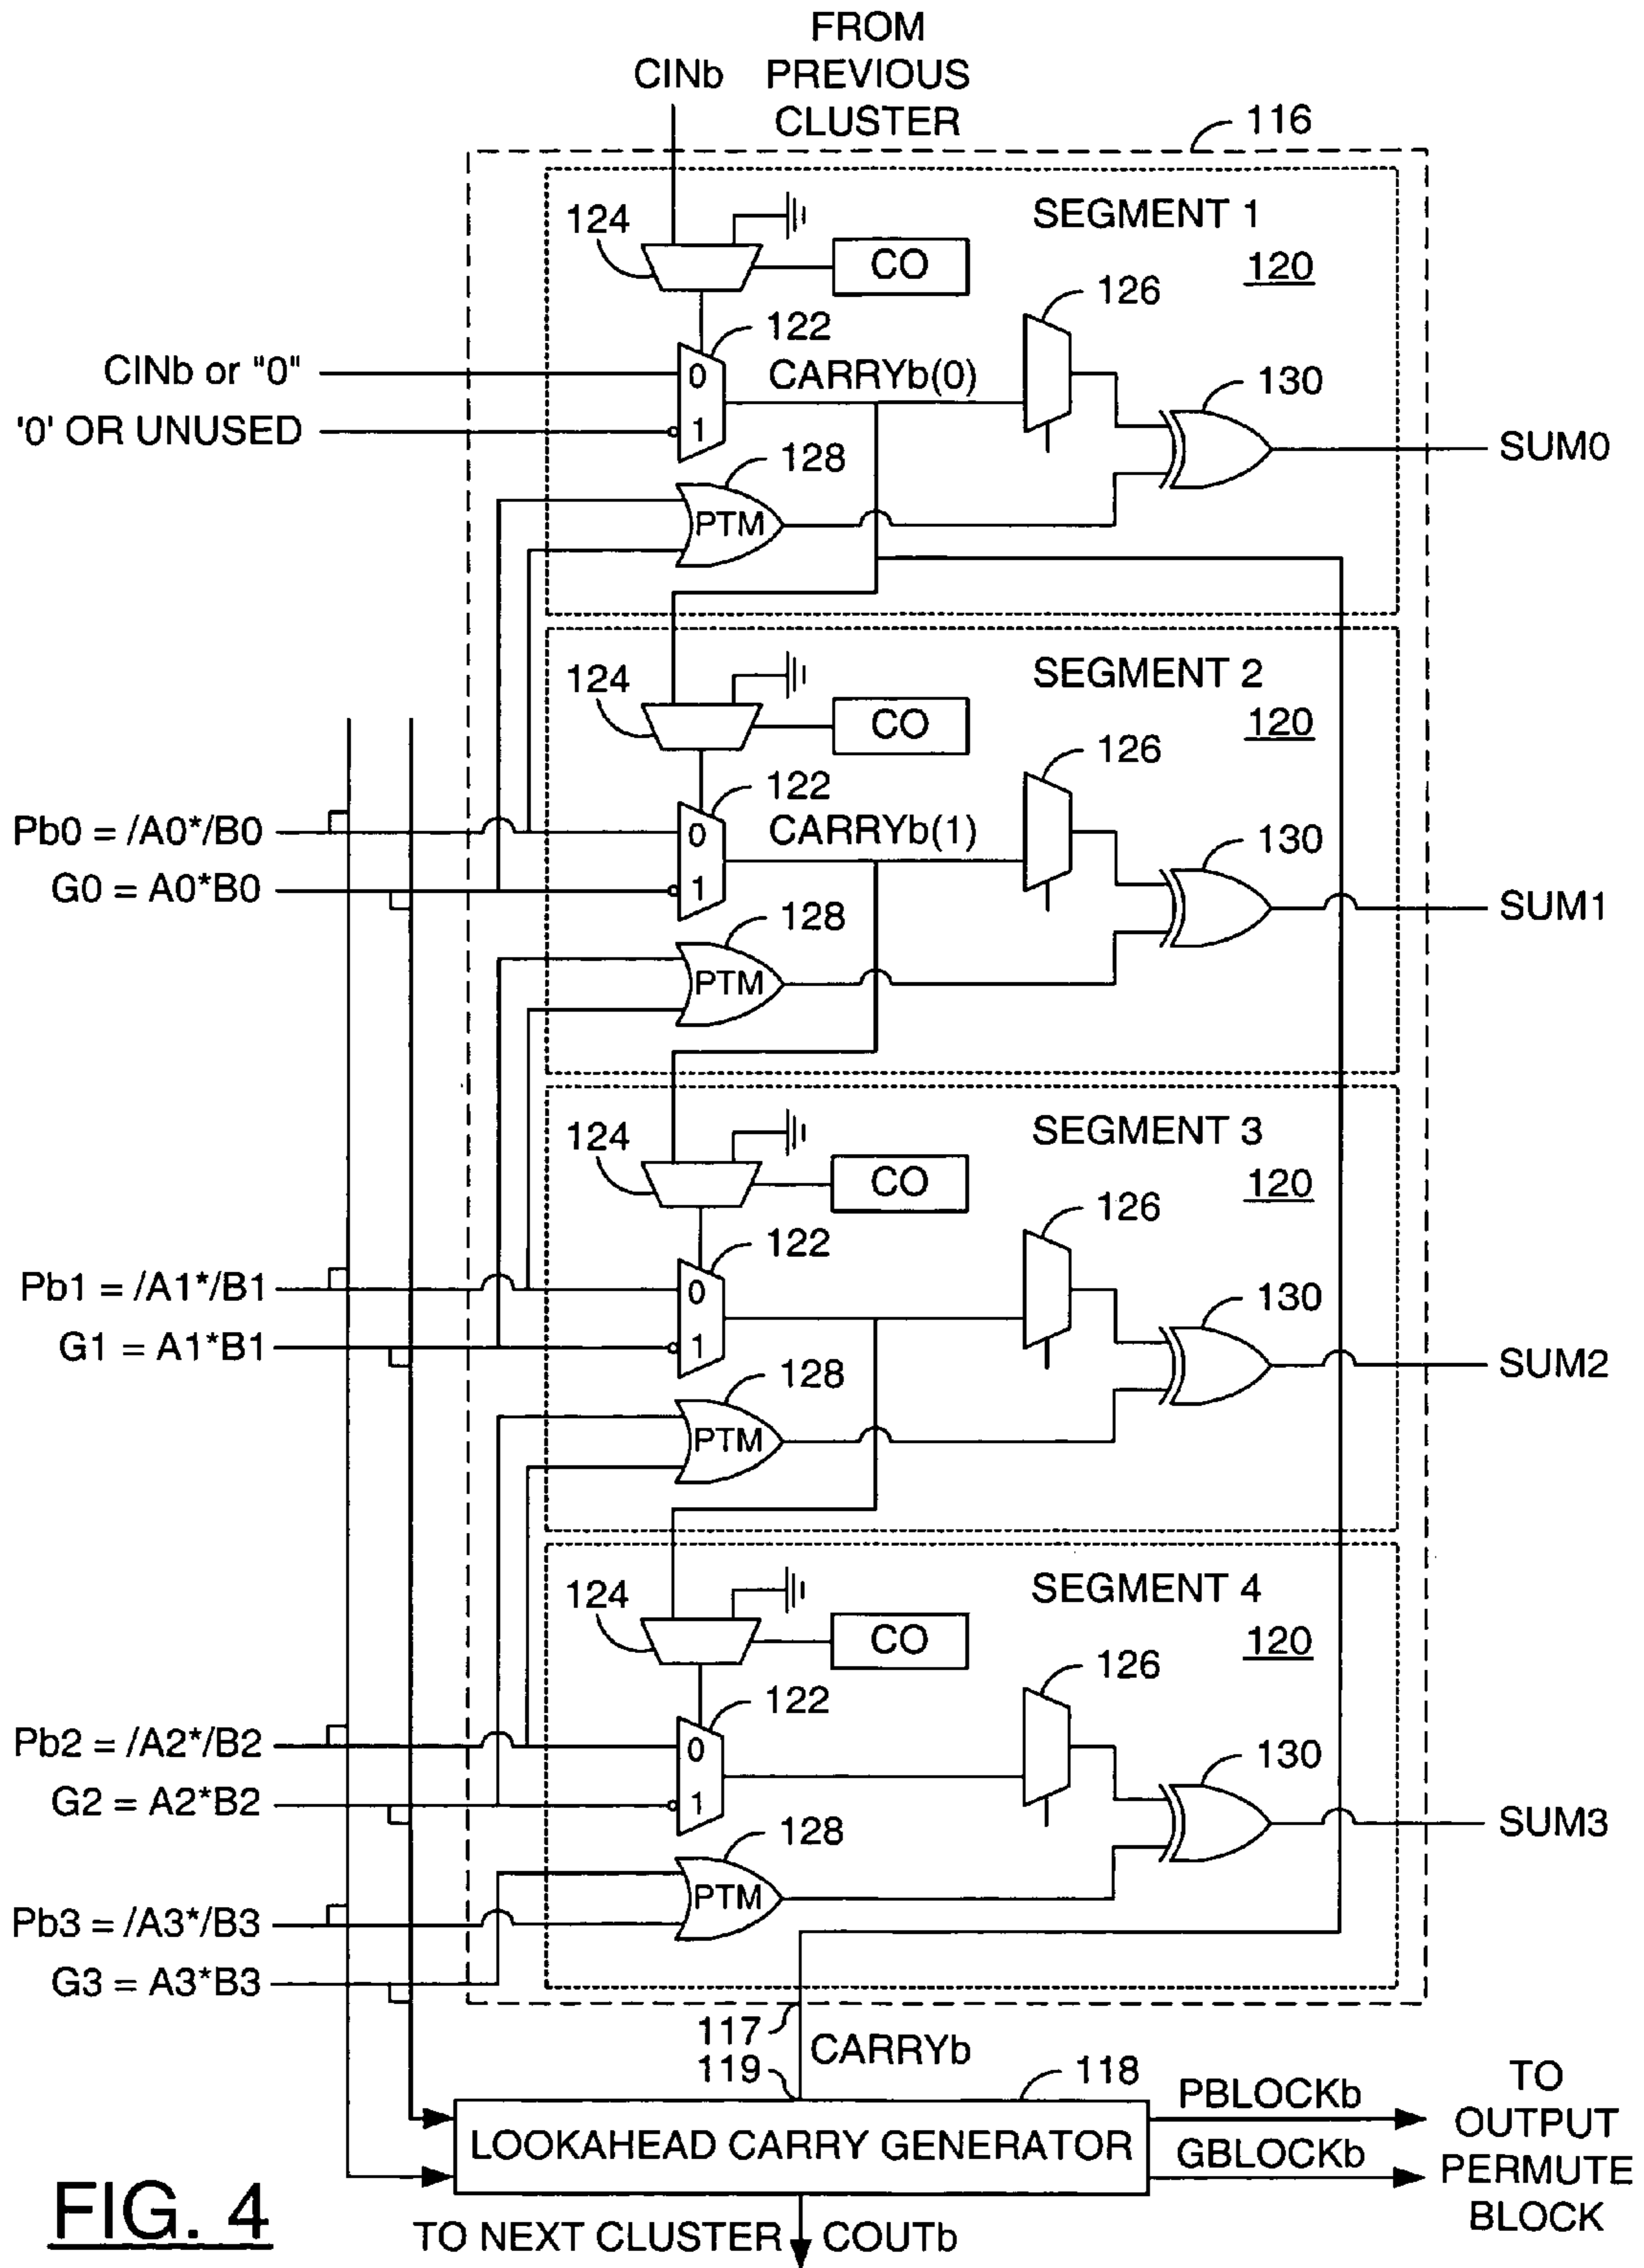 FROM
CINb PREVIOUS
CLUSTER
116
SEGMENT 1
124
CO
120
126
122
CINb or "0"
0
CARRYb(0)
130
'0' OR UNUSED
1
SUM0
128
PTM
SEGMENT 2
124
CO
120
126
122
Pb0 = /A0*/B0
0
CARRYb(1)
130
G0 = A0*B0
1
SUM1
128
PTM
SEGMENT 3
124
CO
120
126
122
Pb1 = /A1*/B1
0
130
G1 = A1*B1
1
SUM2
128
PTM
SEGMENT 4
124
CO
120
126
122
Pb2 = /A2*/B2
0
130
G2 = A2*B2
1
SUM3
128
PTM
Pb3 = /A3*/B3
G3 = A3*B3
117
CARRYb
119
118
LOOKAHEAD CARRY GENERATOR
PBLOCKb
GBLOCKb
TO
OUTPUT
PERMUTE
BLOCK
TO NEXT CLUSTER COUTb
FIG. 4